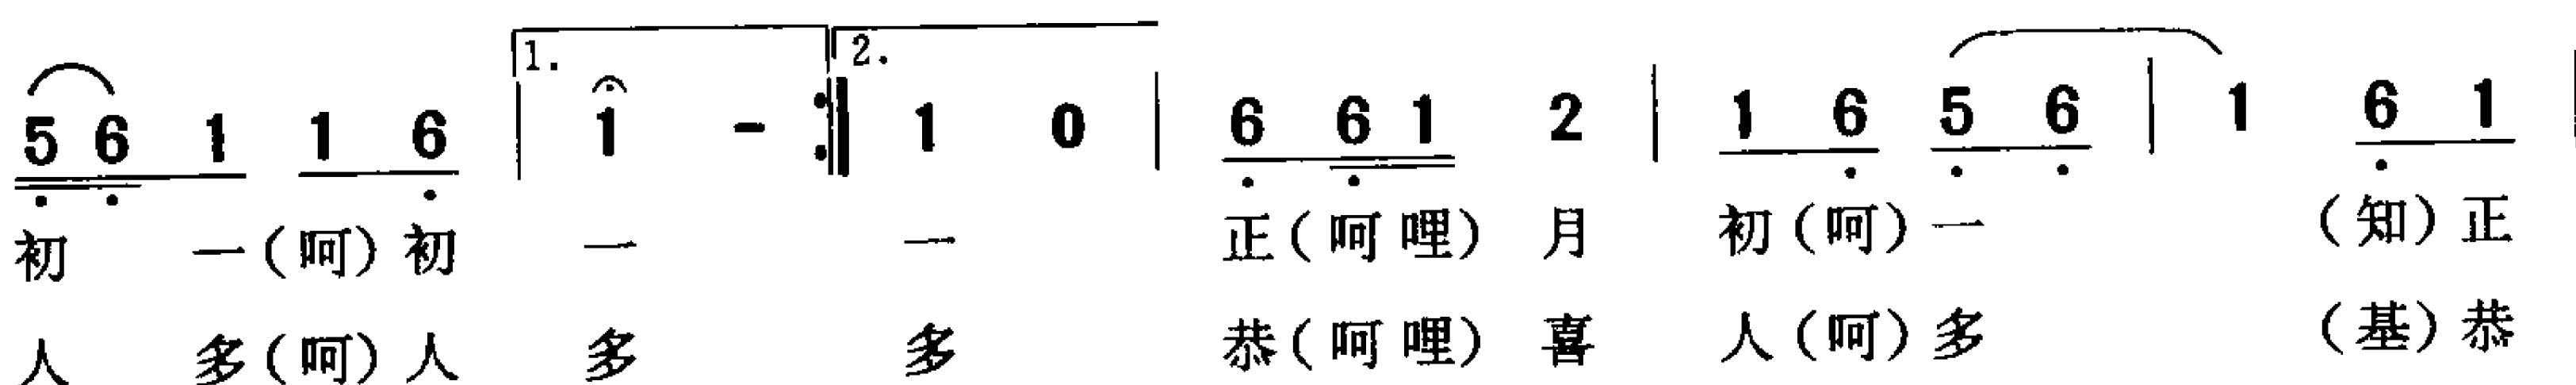 1. 2.
5 6 1 1 6 | 1 - :‖ 1 0 | 6 6 1 2 | 1 6 5 6 | 1 6 1 |
初 一(呵)初 一 一 正(呵哩)月 初(呵)一 (知)正
人 多(呵)人 多 多 恭(呵哩)喜 人(呵)多 (基)恭